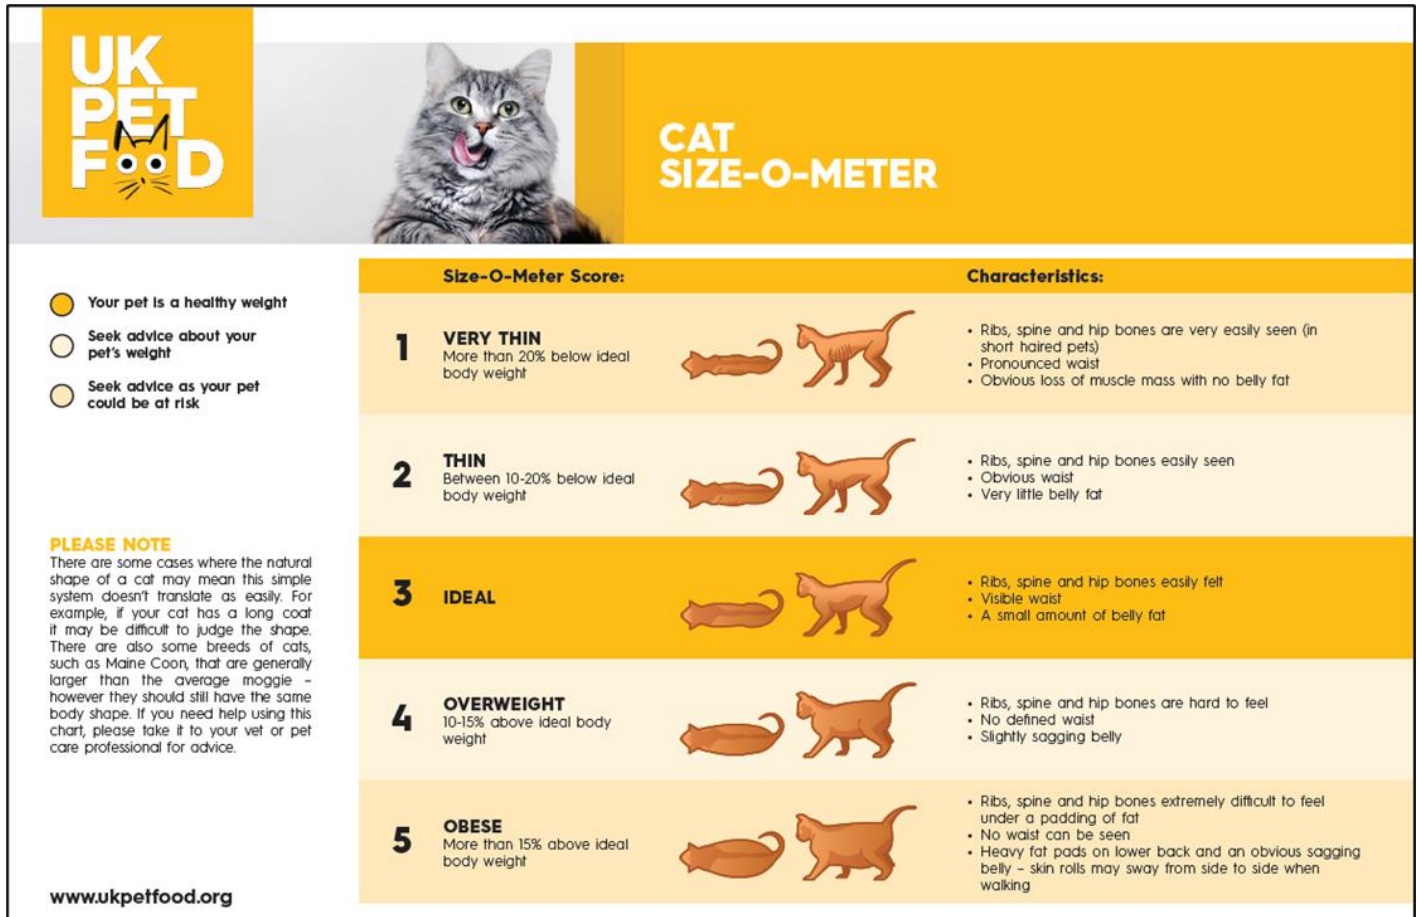 UK
PET
FOOD
CAT
SIZE-O-METER
Your pet is a healthy weight
Seek advice about your
pet's weight
Seek advice as your pet
could be at risk
PLEASE NOTE
There are some cases where the natural
shape of a cat may mean this simple
system doesn't translate as easily. For
example, if your cat has a long coat
it may be difficult to judge the shape.
There are also some breeds of cats,
such as Maine Coon, that are generally
larger than the average moggie –
however they should still have the same
body shape. If you need help using this
chart, please take it to your vet or pet
care professional for advice.
www.ukpetfood.org
Size-O-Meter Score:
Characteristics:
1
VERY THIN
More than 20% below ideal
body weight
• Ribs, spine and hip bones are very easily seen (in
short haired pets)
• Pronounced waist
• Obvious loss of muscle mass with no belly fat
2
THIN
Between 10-20% below ideal
body weight
• Ribs, spine and hip bones easily seen
• Obvious waist
• Very little belly fat
3
IDEAL
• Ribs, spine and hip bones easily felt
• Visible waist
• A small amount of belly fat
4
OVERWEIGHT
10-15% above ideal body
weight
• Ribs, spine and hip bones are hard to feel
• No defined waist
• Slightly sagging belly
5
OBESE
More than 15% above ideal
body weight
• Ribs, spine and hip bones extremely difficult to feel
under a padding of fat
• No waist can be seen
• Heavy fat pads on lower back and an obvious sagging
belly – skin rolls may sway from side to side when
walking